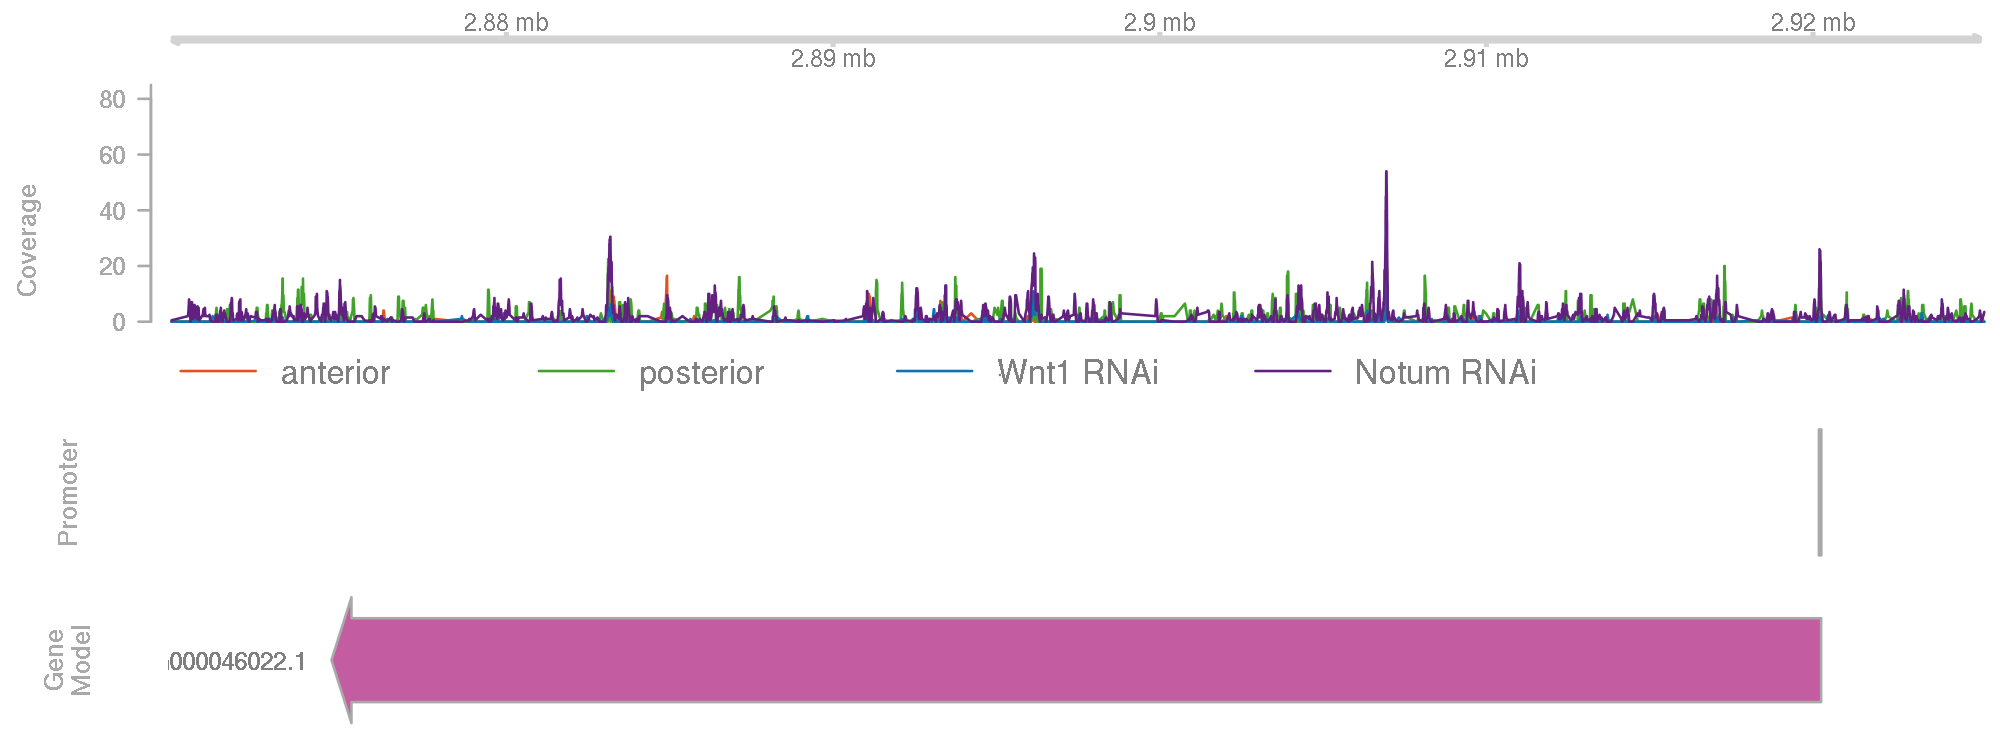 2.88 mb 2.9 mb 2.92 mb
2.89 mb 2.91 mb
Coverage
80
60
40
20
0
anterior posterior Wnt1 RNAi Notum RNAi
Promoter
Gene
Model
000046022.1